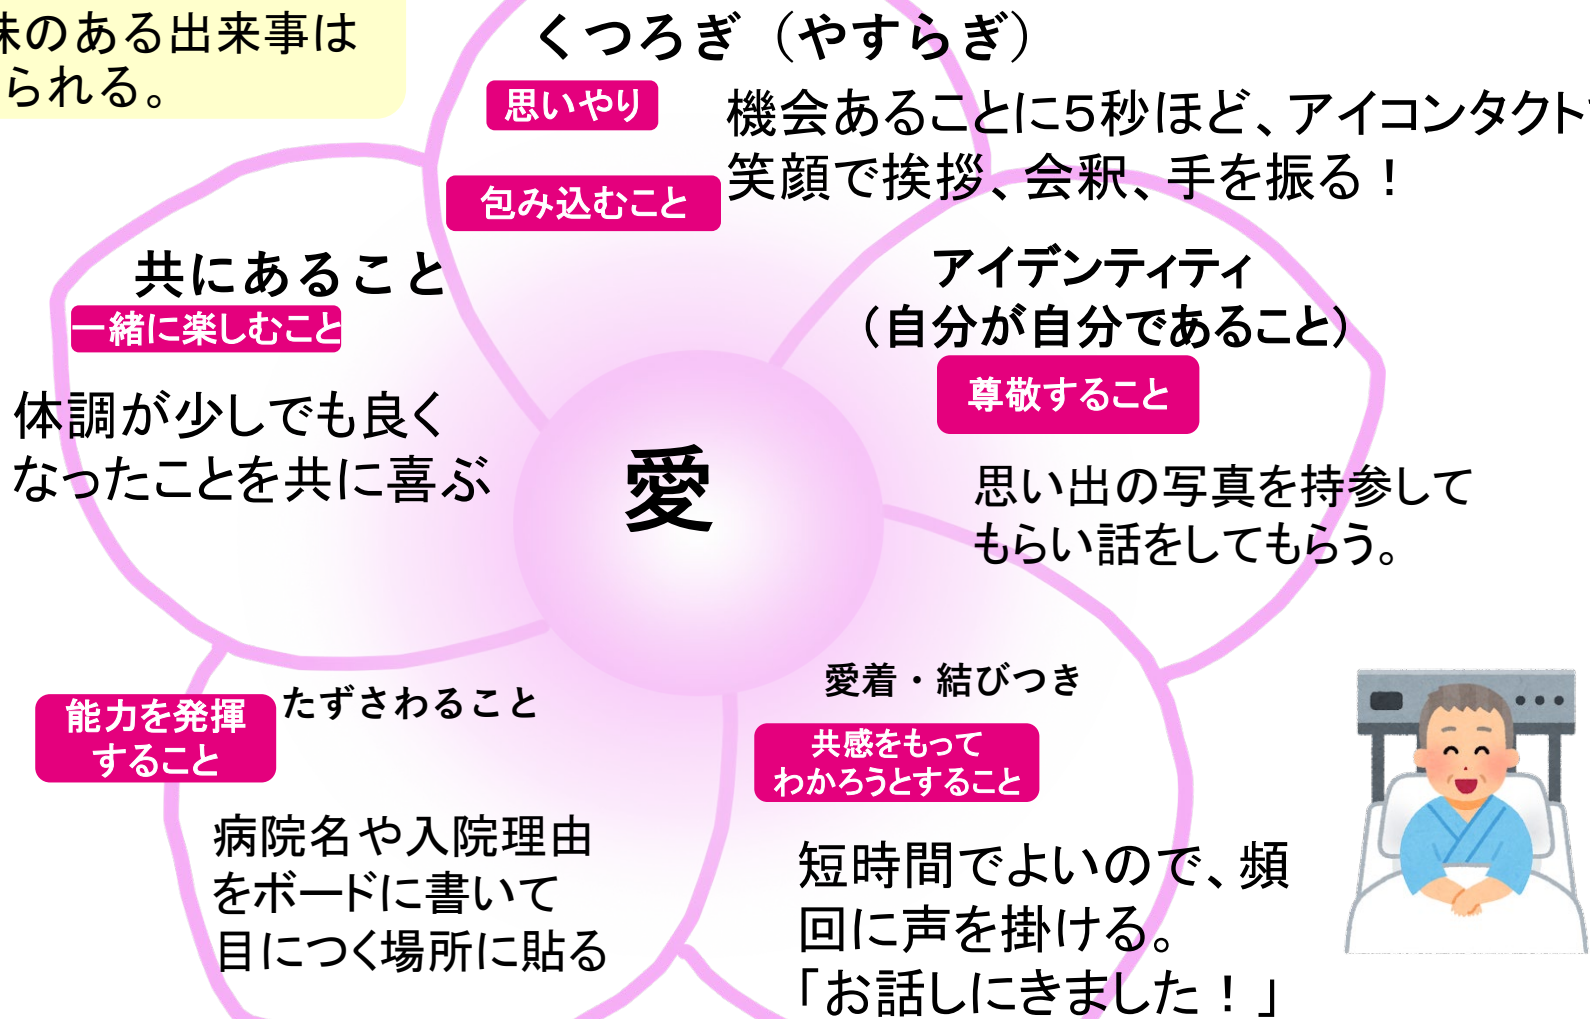 味のある出来事は
られる。
くつろぎ（やすらぎ）
思いやり
機会あることに５秒ほど、アイコンタクト
笑顔で挨拶、会釈、手を振る！
包み込むこと
共にあること
一緒に楽しむこと
体調が少しでも良く
なったことを共に喜ぶ
アイデンティティ
（自分が自分であること）
尊敬すること
思い出の写真を持参して
もらい話をしてもらう。
愛
能力を発揮
すること
たずさわること
病院名や入院理由
をボードに書いて
目につく場所に貼る
愛着・結びつき
共感をもって
わかろうとすること
短時間でよいので、頻
回に声を掛ける。
「お話しにきました！」